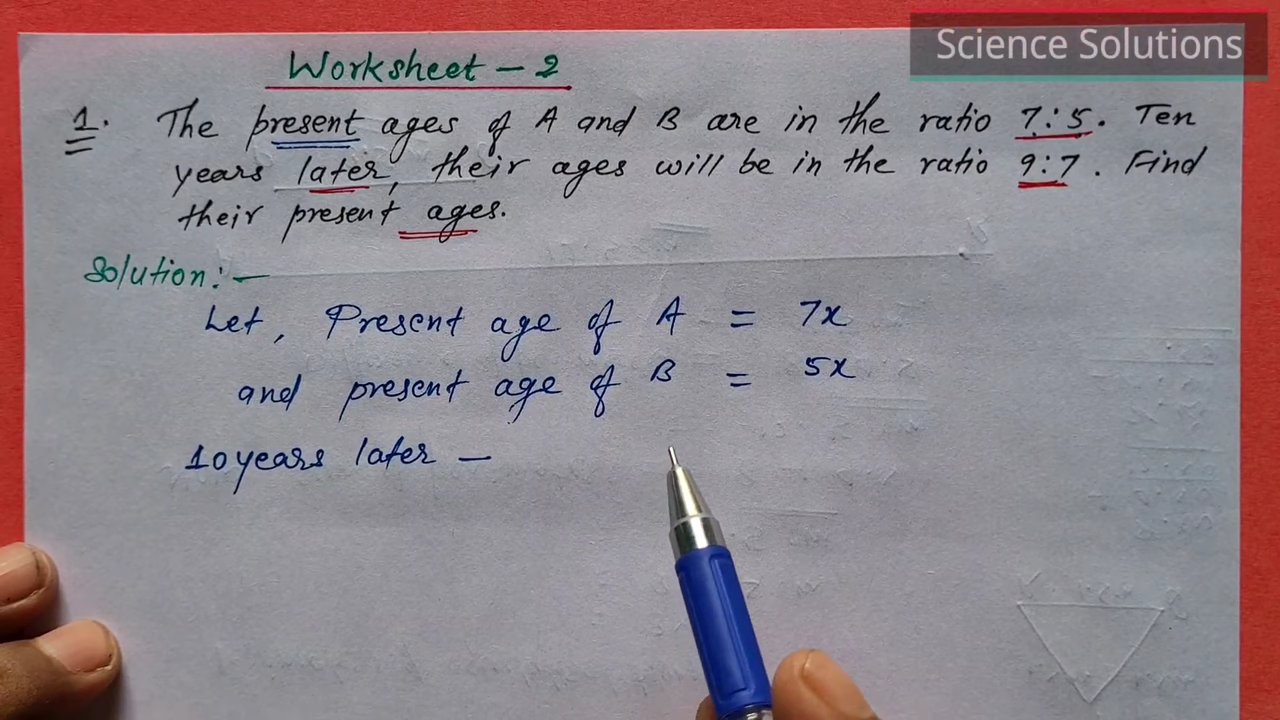 Science Solutions
Worksheet - 2
1. The present ages of A and B are in the ratio 7:5. Ten
years later, their ages will be in the ratio 9:7. Find
their present ages.
Solution:-
Let, Present age of A = 7x
and present age of B = 5x
10 years later -